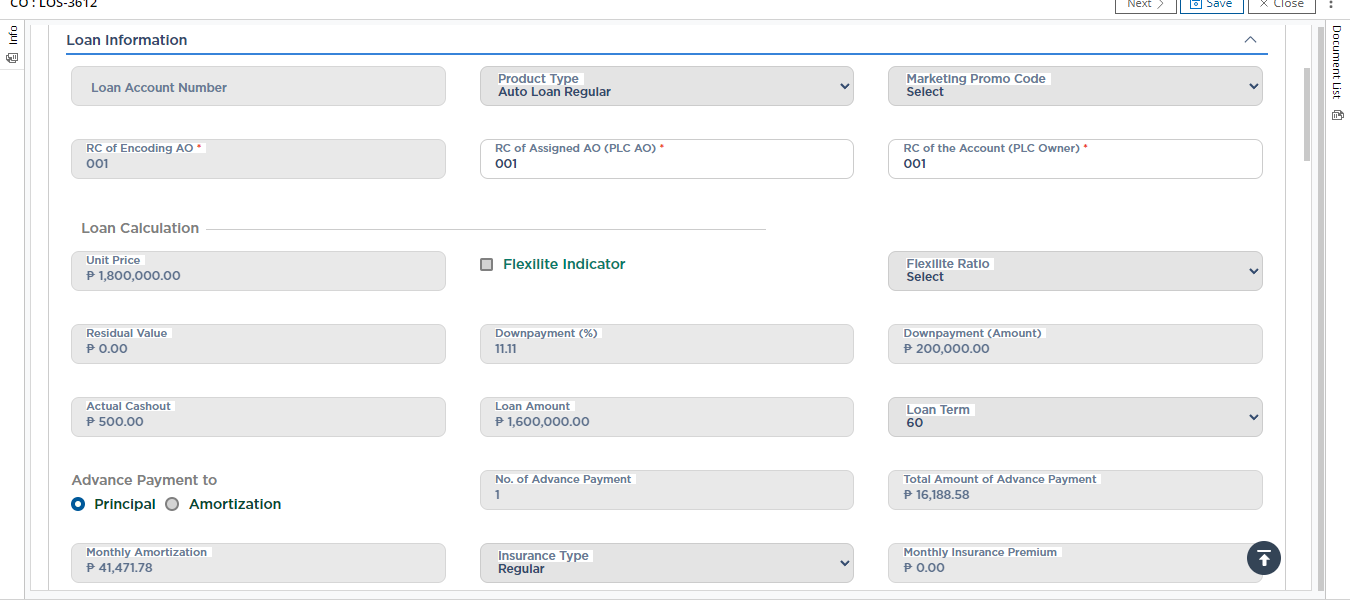 CO : LOS-3612
Next
Save
Close
Info
Document List
Loan Information
Loan Account Number
Product Type
Auto Loan Regular
Marketing Promo Code
Select
RC of Encoding AO *
001
RC of Assigned AO (PLC AO) *
001
RC of the Account (PLC Owner) *
001
Loan Calculation
Unit Price
₱ 1,800,000.00
Flexilite Indicator
Flexilite Ratio
Select
Residual Value
₱ 0.00
Downpayment (%)
11.11
Downpayment (Amount)
₱ 200,000.00
Actual Cashout
₱ 500.00
Loan Amount
₱ 1,600,000.00
Loan Term
60
Advance Payment to
Principal
Amortization
No. of Advance Payment
1
Total Amount of Advance Payment
₱ 16,188.58
Monthly Amortization
₱ 41,471.78
Insurance Type
Regular
Monthly Insurance Premium
₱ 0.00